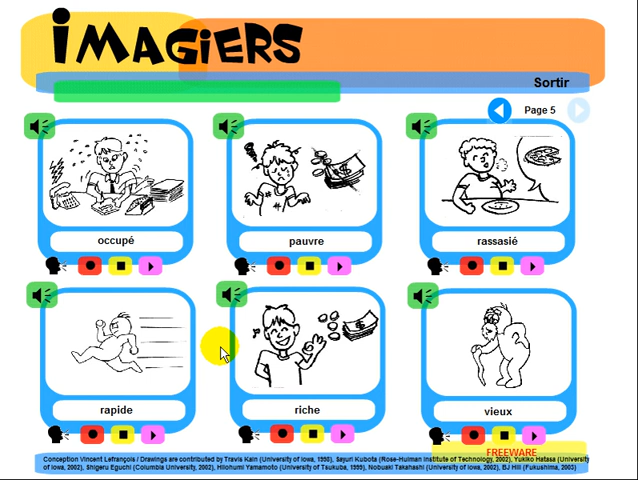 iMAGiERS
Sortir
Page 5
occupé
pauvre
rassasié
rapide
riche
vieux
FREEWARE
Conception Vincent Lefrançois / Drawings are contributed by Travis Kain (University of Iowa, 1998), Sayuri Kubota (Rose-Hulman Institute of Technology, 2002), Yukiko Hatasa (University
of Iowa, 2002), Shigeru Eguchi (Columbia University, 2002), Hilohumi Yamamoto (University of Tsukuba, 1999), Nobuaki Takahashi (University of Iowa, 2002), BJ Hill (Fukushima, 2003)